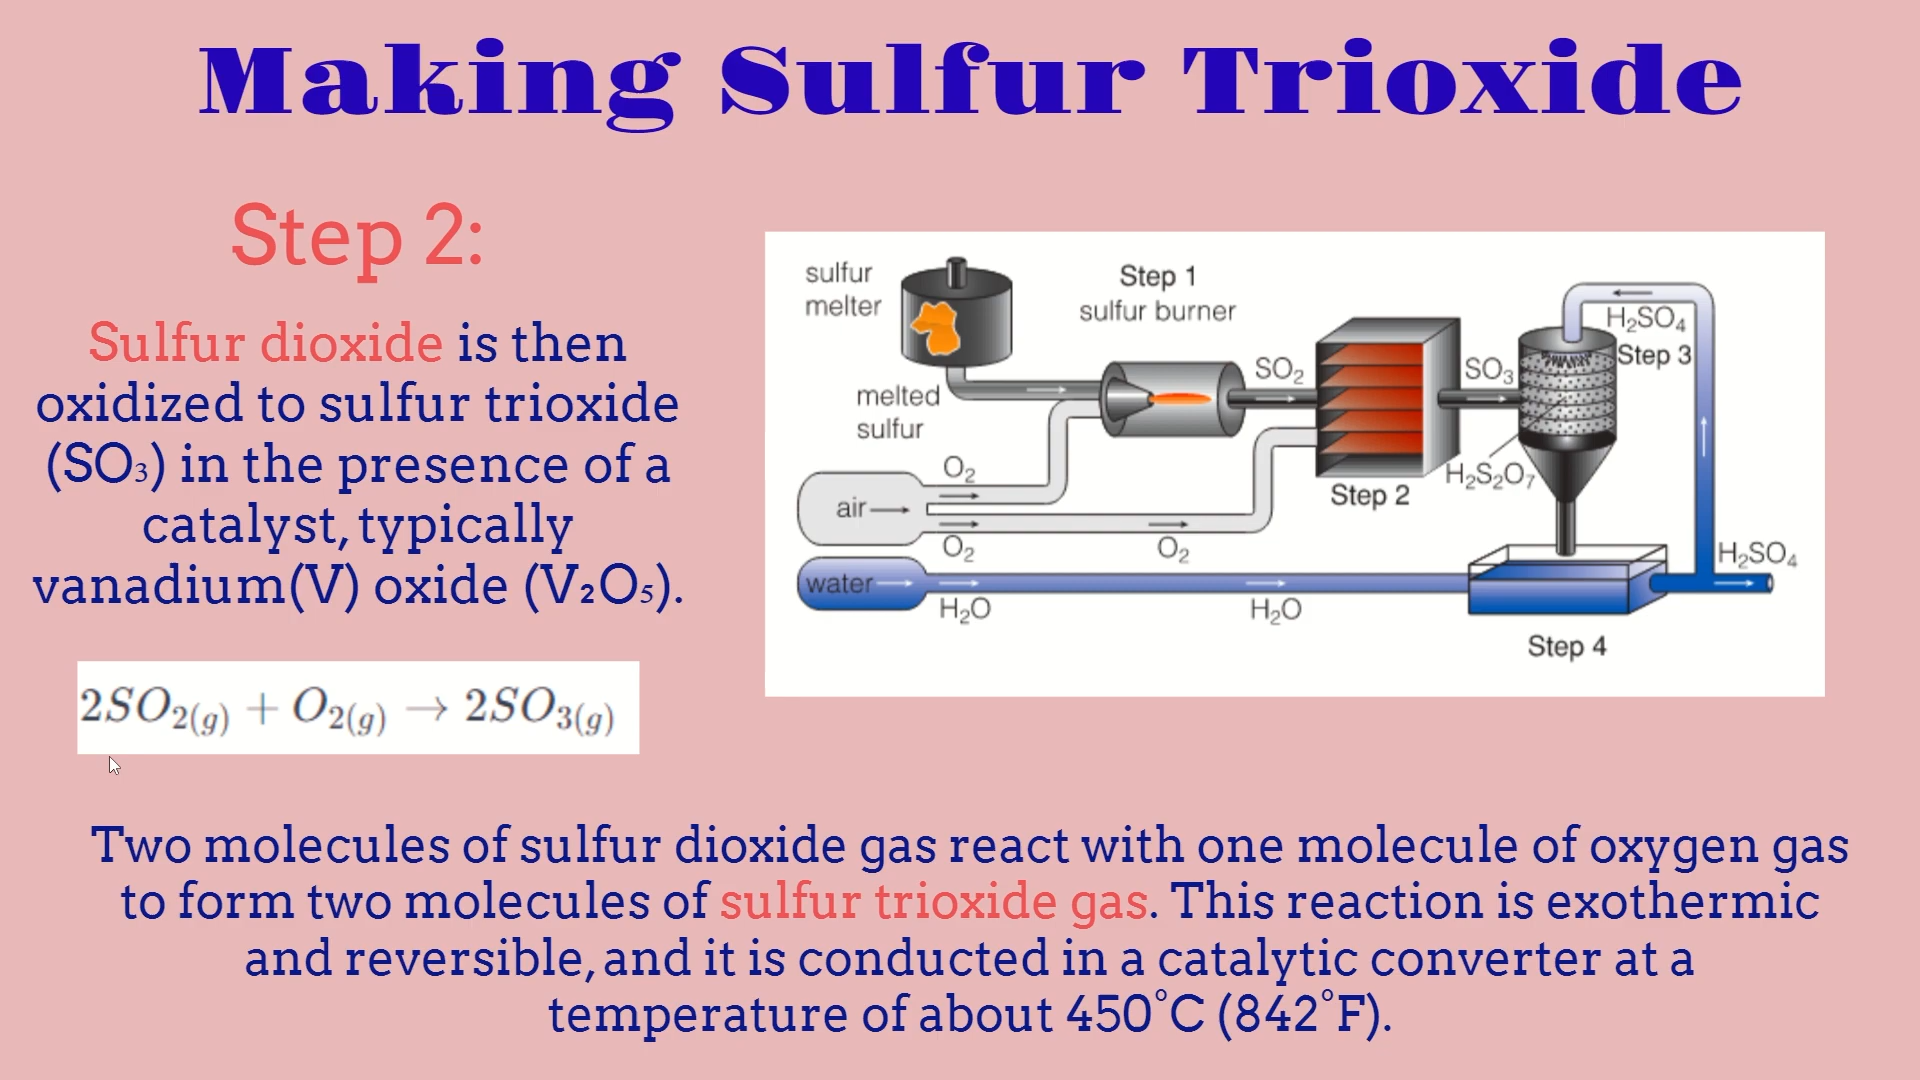 Making Sulfur Trioxide
Step 2:
Sulfur dioxide is then
oxidized to sulfur trioxide
(SO₃) in the presence of a
catalyst, typically
vanadium(V) oxide (V₂O₅).
2SO₂(g) + O₂(g) → 2SO₃(g)
sulfur
melter
Step 1
sulfur burner
melted
sulfur
SO₂
SO₃
H₂SO₄
Step 3
H₂S₂O₇
Step 2
O₂
air
O₂
O₂
water
H₂O
H₂O
H₂SO₄
Step 4
Two molecules of sulfur dioxide gas react with one molecule of oxygen gas
to form two molecules of sulfur trioxide gas. This reaction is exothermic
and reversible, and it is conducted in a catalytic converter at a
temperature of about 450°C (842°F).